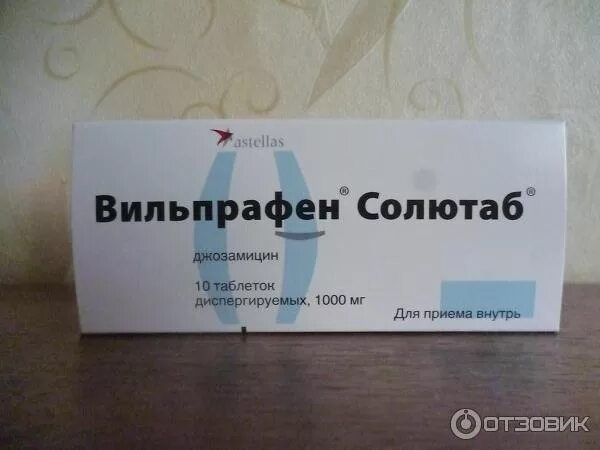 astellas
Вильпрафен® Солютаб®
джозамицин
10 таблеток
диспергируемых, 1000 мг
Для приема внутрь
ОТЗОВИК